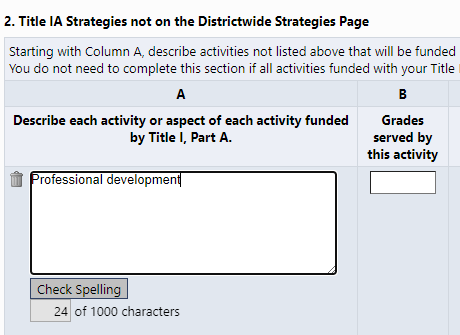 2. Title IA Strategies not on the Districtwide Strategies Page
Starting with Column A, describe activities not listed above that will be funded
You do not need to complete this section if all activities funded with your Title
A
B
Describe each activity or aspect of each activity funded
by Title I, Part A.
Grades
served by
this activity
Professional development
Check Spelling
24 of 1000 characters